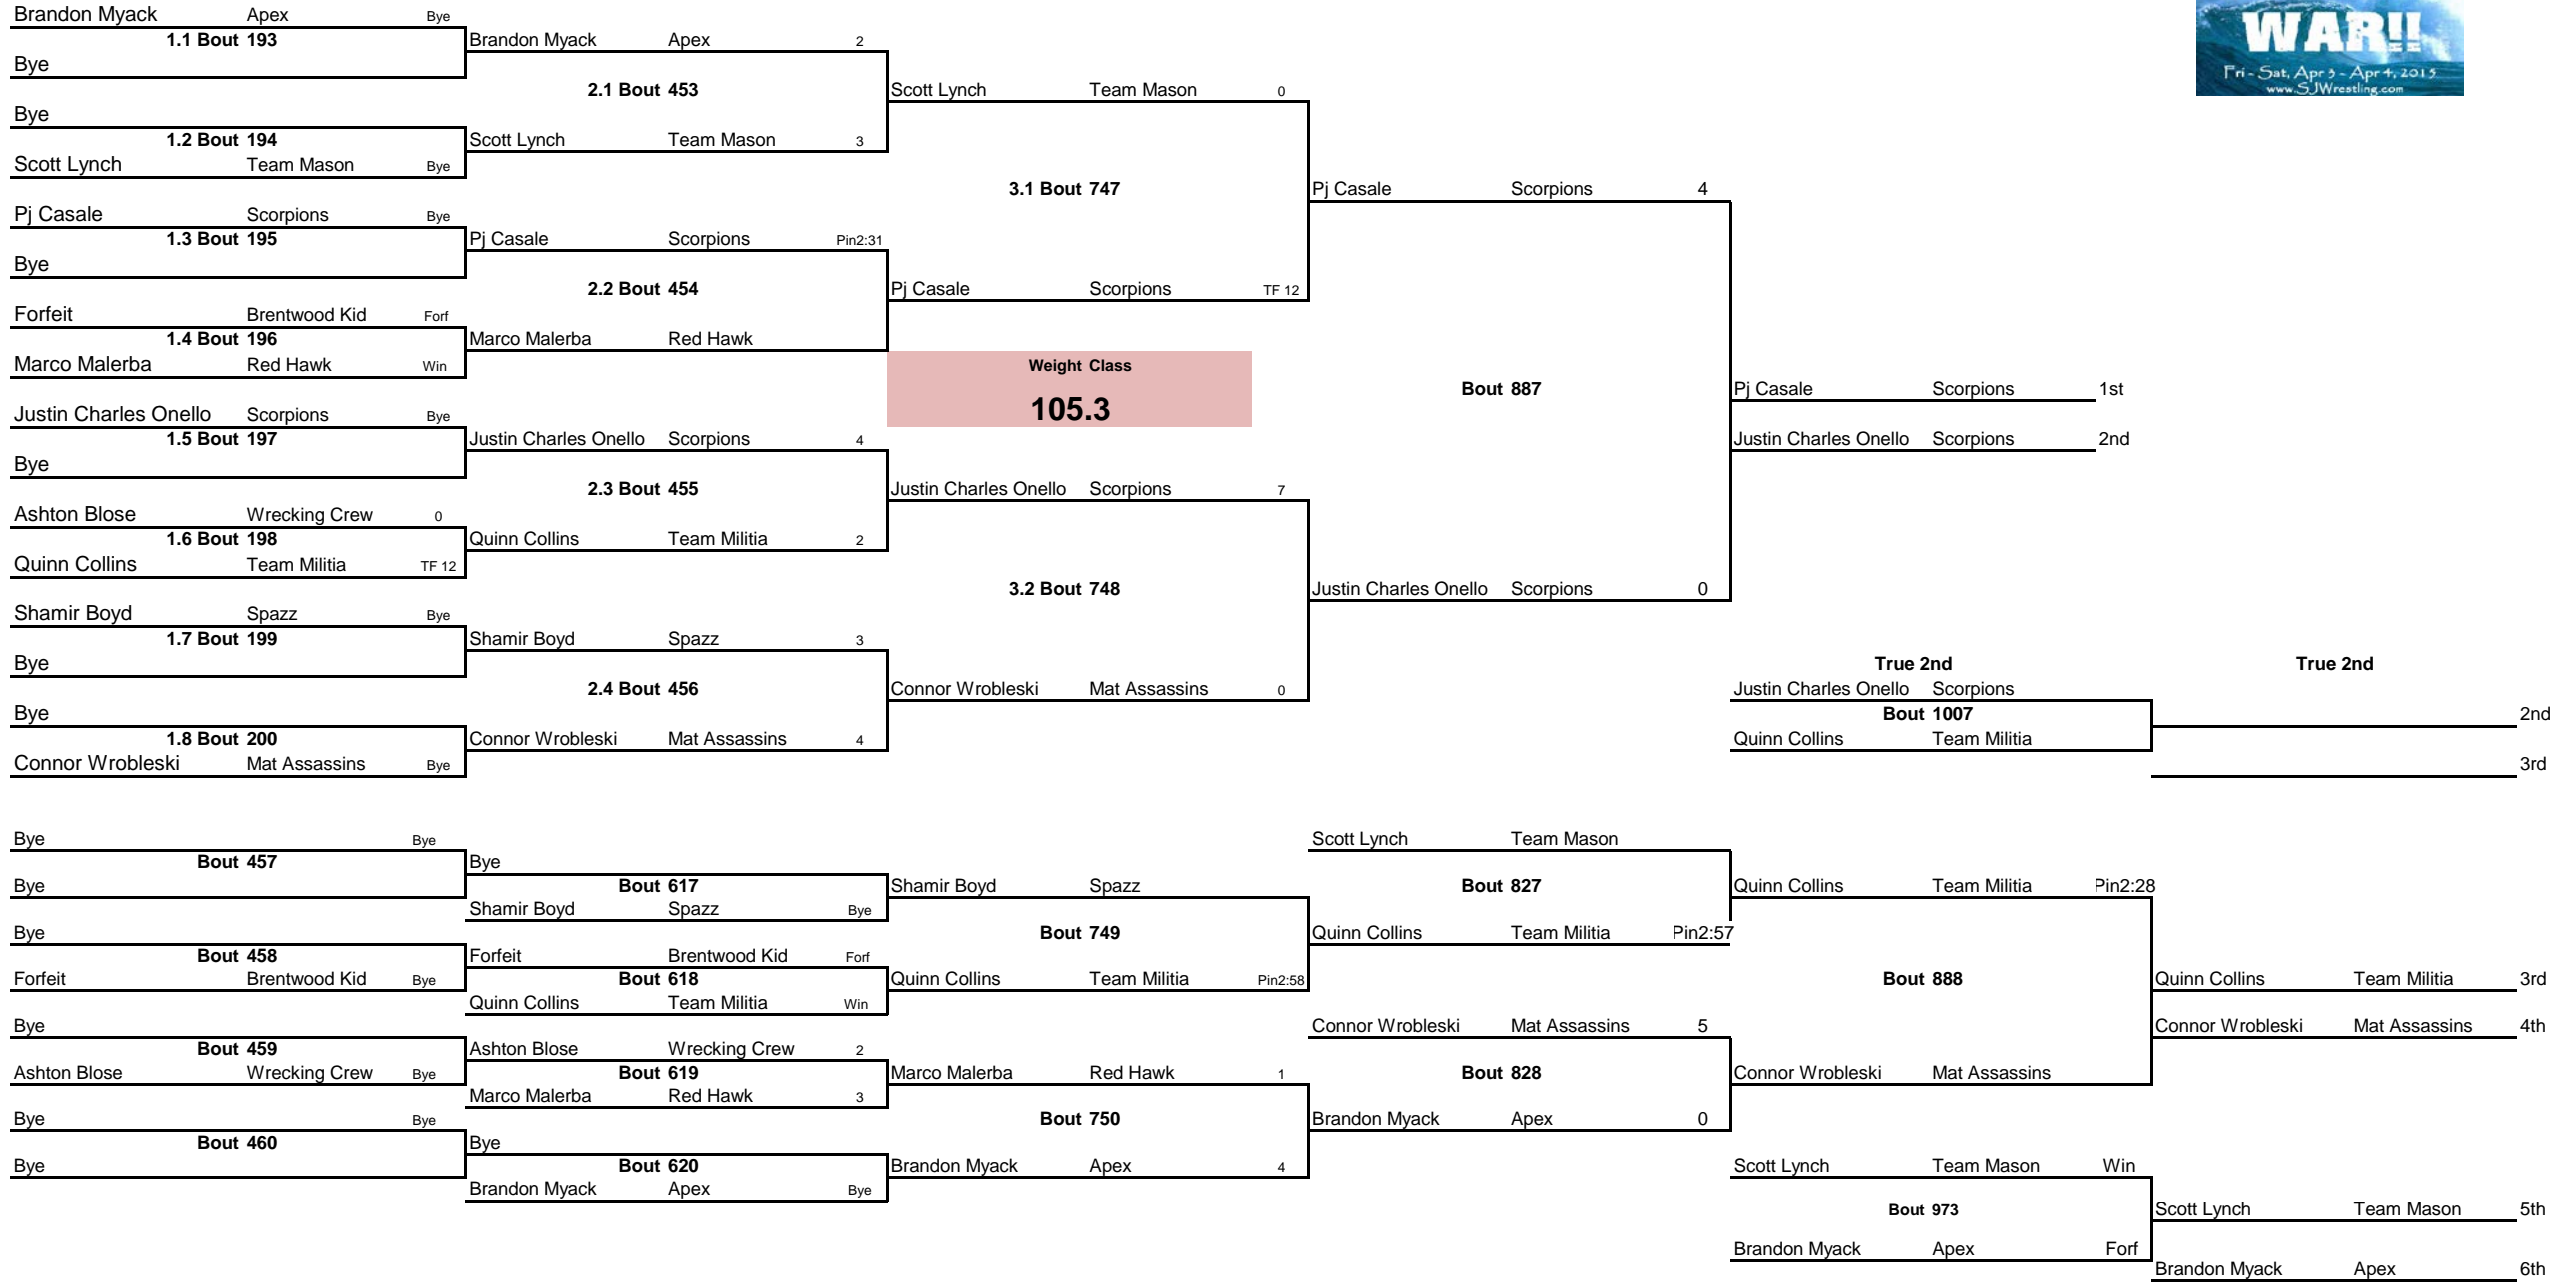 WAR!!
Fri - Sat, Apr 3 - Apr 4, 2015
www.SJWrestling.com
Brandon Myack Apex Bye
1.1 Bout 193
Bye
Bye
1.2 Bout 194
Scott Lynch Team Mason Bye
Pj Casale Scorpions Bye
1.3 Bout 195
Bye
Forfeit Brentwood Kid Forf
1.4 Bout 196
Marco Malerba Red Hawk Win
Justin Charles Onello Scorpions Bye
1.5 Bout 197
Bye
Ashton Blose Wrecking Crew 0
1.6 Bout 198
Quinn Collins Team Militia TF 12
Shamir Boyd Spazz Bye
1.7 Bout 199
Bye
Bye
1.8 Bout 200
Connor Wrobleski Mat Assassins Bye
Brandon Myack Apex 2
2.1 Bout 453
Scott Lynch Team Mason 3
Pj Casale Scorpions Pin2:31
2.2 Bout 454
Marco Malerba Red Hawk
Justin Charles Onello Scorpions 4
2.3 Bout 455
Quinn Collins Team Militia 2
Shamir Boyd Spazz 3
2.4 Bout 456
Connor Wrobleski Mat Assassins 4
Scott Lynch Team Mason 0
3.1 Bout 747
Pj Casale Scorpions TF 12
Weight Class
105.3
Justin Charles Onello Scorpions 7
3.2 Bout 748
Connor Wrobleski Mat Assassins 0
Pj Casale Scorpions 4
Bout 887
Justin Charles Onello Scorpions 0
Pj Casale Scorpions 1st
Justin Charles Onello Scorpions 2nd
True 2nd True 2nd
Justin Charles Onello Scorpions
Bout 1007
Quinn Collins Team Militia
2nd
3rd
Bye Bye
Bout 457
Bye
Bye
Bout 458
Forfeit Brentwood Kid Bye
Bye
Bout 459
Ashton Blose Wrecking Crew Bye
Bye Bye
Bout 460
Bye
Bye
Bout 617
Shamir Boyd Spazz Bye
Forfeit Brentwood Kid Forf
Bout 618
Quinn Collins Team Militia Win
Ashton Blose Wrecking Crew 2
Bout 619
Marco Malerba Red Hawk 3
Bye
Bout 620
Brandon Myack Apex Bye
Shamir Boyd Spazz
Bout 749
Quinn Collins Team Militia Pin2:58
Marco Malerba Red Hawk 1
Bout 750
Brandon Myack Apex 4
Scott Lynch Team Mason
Bout 827
Quinn Collins Team Militia Pin2:57
Connor Wrobleski Mat Assassins 5
Bout 828
Brandon Myack Apex 0
Quinn Collins Team Militia Pin2:28
Bout 888
Connor Wrobleski Mat Assassins
Quinn Collins Team Militia 3rd
Connor Wrobleski Mat Assassins 4th
Scott Lynch Team Mason Win
Bout 973
Brandon Myack Apex Forf
Scott Lynch Team Mason 5th
Brandon Myack Apex 6th